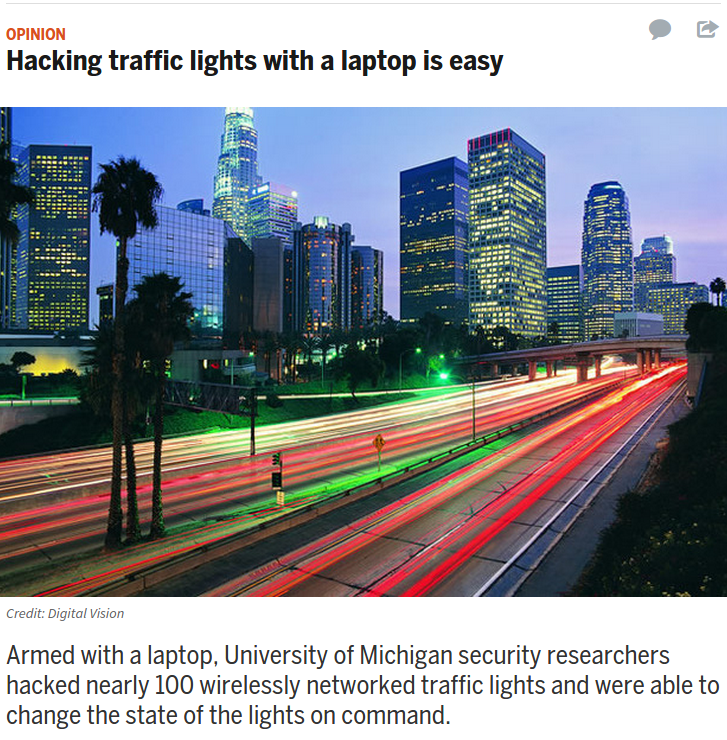 OPINION
Hacking traffic lights with a laptop is easy
Credit: Digital Vision
Armed with a laptop, University of Michigan security researchers
hacked nearly 100 wirelessly networked traffic lights and were able to
change the state of the lights on command.